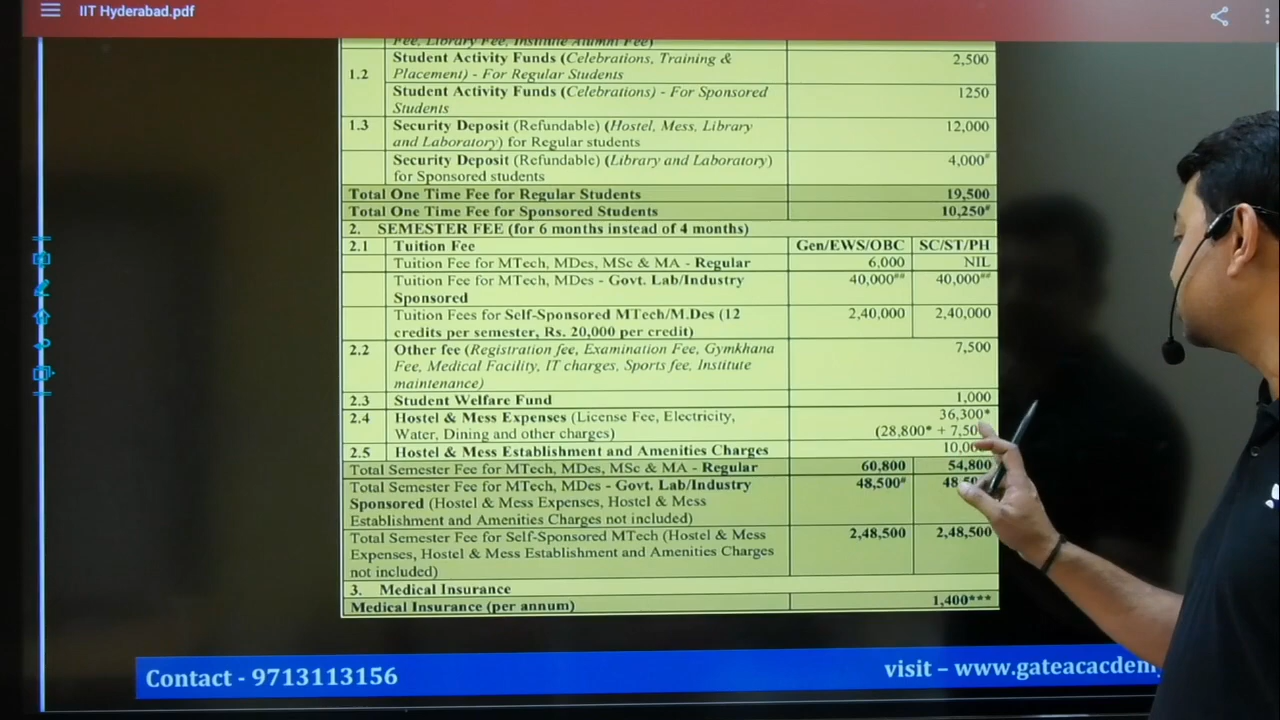 IIT Hyderabad.pdf
Fee, Library Fee, Institute Alumni Fee)
1.2 Student Activity Funds (Celebrations, Training & Placement) - For Regular Students 2,500
Student Activity Funds (Celebrations) - For Sponsored Students 1250
1.3 Security Deposit (Refundable) (Hostel, Mess, Library and Laboratory) for Regular students 12,000
Security Deposit (Refundable) (Library and Laboratory) for Sponsored students 4,000#
Total One Time Fee for Regular Students 19,500
Total One Time Fee for Sponsored Students 10,250#
2. SEMESTER FEE (for 6 months instead of 4 months)
2.1 Tuition Fee Gen/EWS/OBC SC/ST/PH
Tuition Fee for MTech, MDes, MSc & MA - Regular 6,000 NIL
Tuition Fee for MTech, MDes - Govt. Lab/Industry Sponsored 40,000## 40,000##
Tuition Fees for Self-Sponsored MTech/M.Des (12 credits per semester, Rs. 20,000 per credit) 2,40,000 2,40,000
2.2 Other fee (Registration fee, Examination Fee, Gymkhana Fee, Medical Facility, IT charges, Sports fee, Institute maintenance) 7,500
2.3 Student Welfare Fund 1,000
2.4 Hostel & Mess Expenses (License Fee, Electricity, Water, Dining and other charges) 36,300*
(28,800* +
2.5 Hostel & Mess Establishment and Amenities Charges
Total Semester Fee for MTech, MDes, MSc & MA - Regular 60,800 54,800
Total Semester Fee for MTech, MDes - Govt. Lab/Industry Sponsored (Hostel & Mess Expenses, Hostel & Mess Establishment and Amenities Charges not included) 48,500#
Total Semester Fee for Self-Sponsored MTech (Hostel & Mess Expenses, Hostel & Mess Establishment and Amenities Charges not included) 2,48,500 2,48,500
3. Medical Insurance
Medical Insurance (per annum) 1,400***
Contact - 9713113156
visit – www.gateacadem